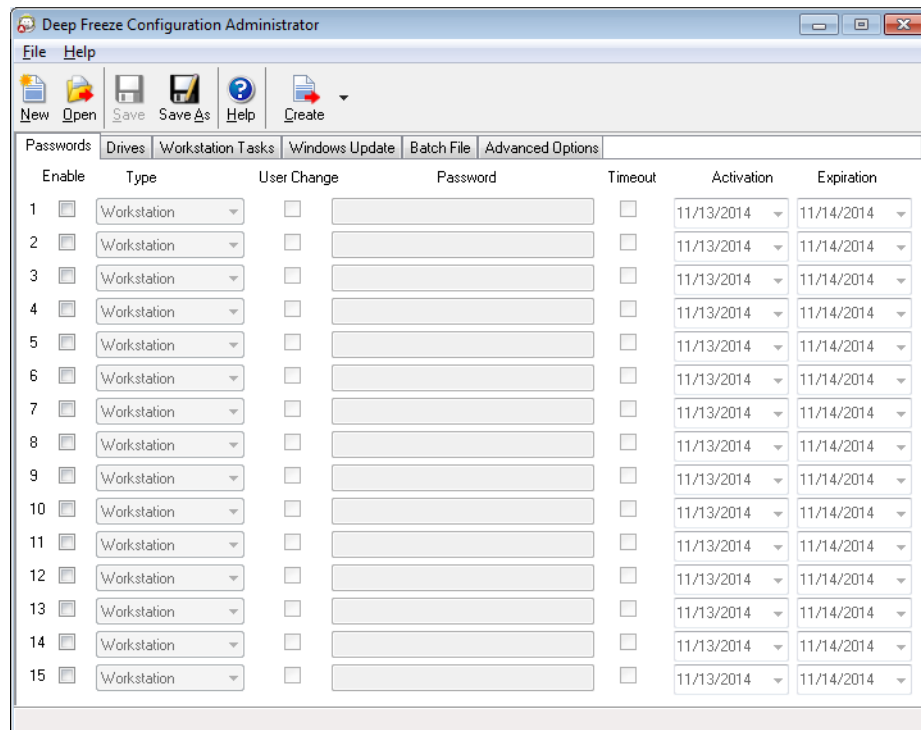 Deep Freeze Configuration Administrator
File Help
New Open Save Save As Help Create
Passwords Drives Workstation Tasks Windows Update Batch File Advanced Options
Enable Type User Change Password Timeout Activation Expiration
1 Workstation 11/13/2014 11/14/2014
2 Workstation 11/13/2014 11/14/2014
3 Workstation 11/13/2014 11/14/2014
4 Workstation 11/13/2014 11/14/2014
5 Workstation 11/13/2014 11/14/2014
6 Workstation 11/13/2014 11/14/2014
7 Workstation 11/13/2014 11/14/2014
8 Workstation 11/13/2014 11/14/2014
9 Workstation 11/13/2014 11/14/2014
10 Workstation 11/13/2014 11/14/2014
11 Workstation 11/13/2014 11/14/2014
12 Workstation 11/13/2014 11/14/2014
13 Workstation 11/13/2014 11/14/2014
14 Workstation 11/13/2014 11/14/2014
15 Workstation 11/13/2014 11/14/2014